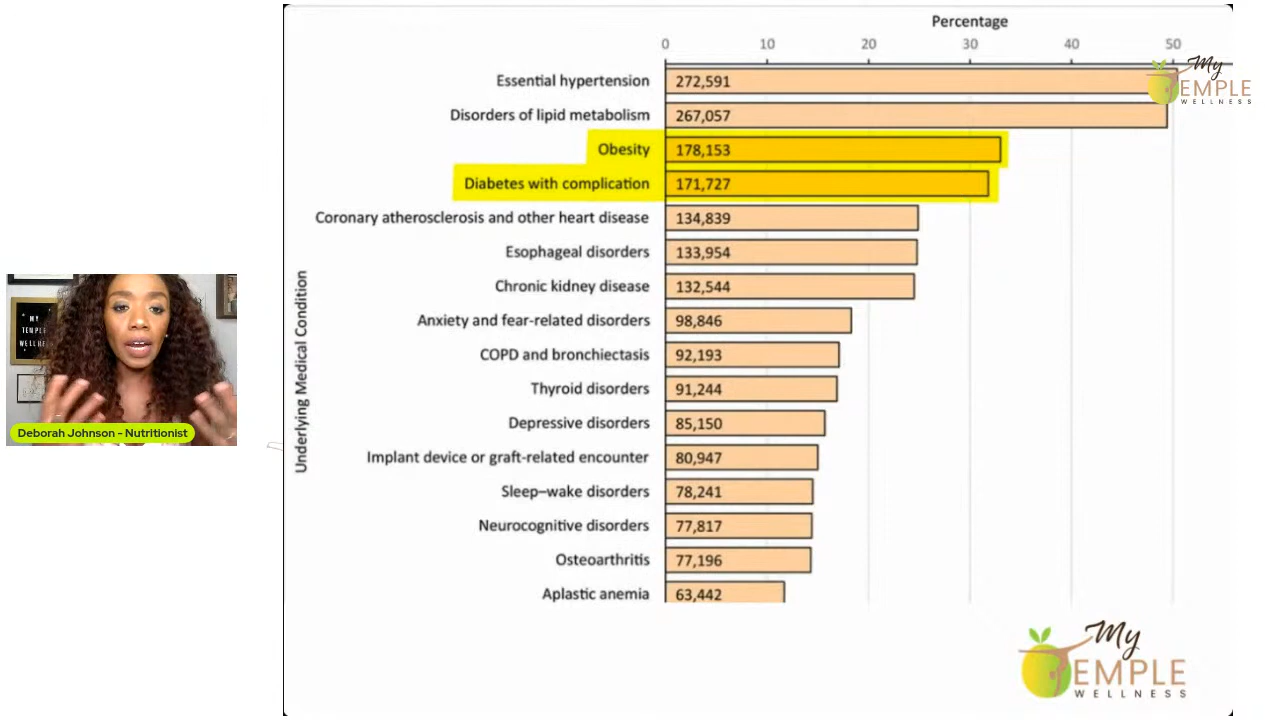 Percentage
0 10 20 30 40 50
Underlying Medical Condition
Essential hypertension 272,591
Disorders of lipid metabolism 267,057
Obesity 178,153
Diabetes with complication 171,727
Coronary atherosclerosis and other heart disease 134,839
Esophageal disorders 133,954
Chronic kidney disease 132,544
Anxiety and fear-related disorders 98,846
COPD and bronchiectasis 92,193
Thyroid disorders 91,244
Depressive disorders 85,150
Implant device or graft-related encounter 80,947
Sleep–wake disorders 78,241
Neurocognitive disorders 77,817
Osteoarthritis 77,196
Aplastic anemia 63,442
My
TEMPLE
WELLNESS
MY
TEMPLE
WELLNE
Deborah Johnson - Nutritionist
My
TEMPLE
WELLNESS